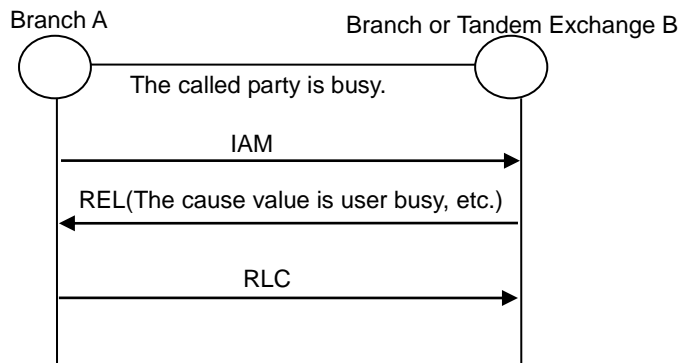 Branch A
Branch or Tandem Exchange B
The called party is busy.
IAM
REL(The cause value is user busy, etc.)
RLC